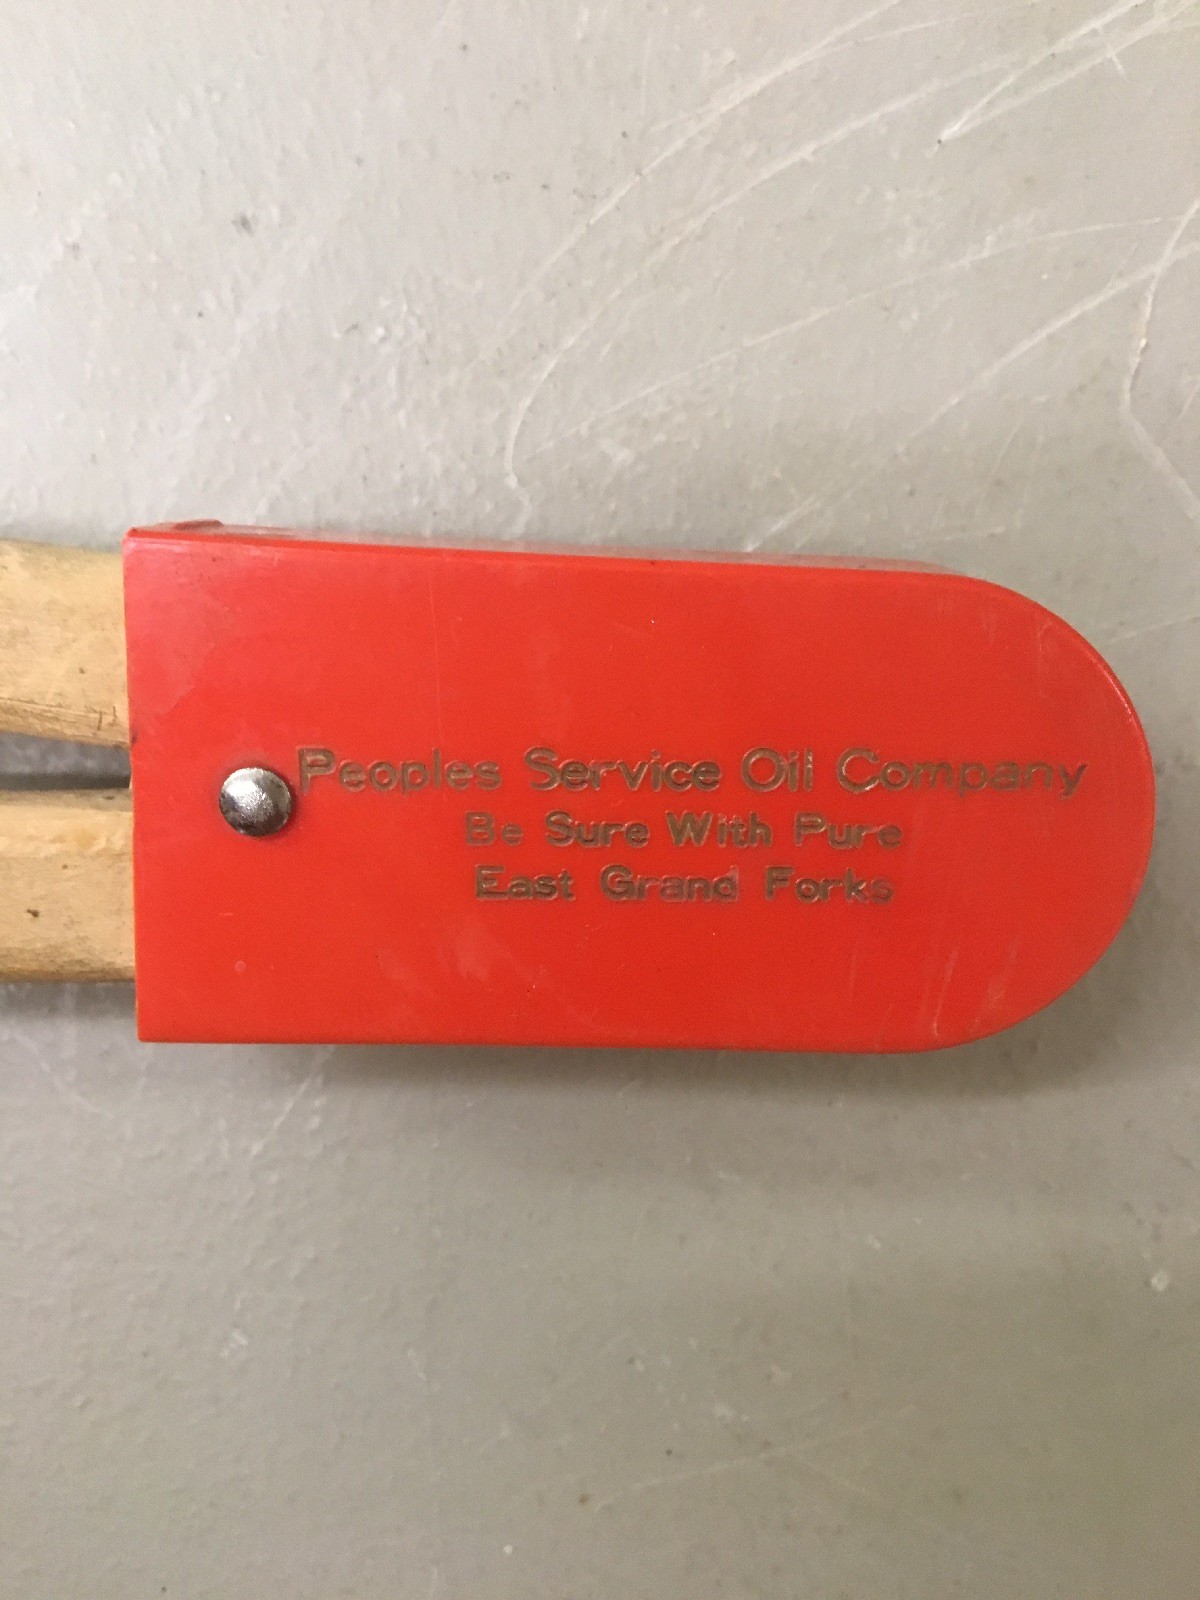 Peoples Service Oil Company
Be Sure With Pure
East Grand Forks